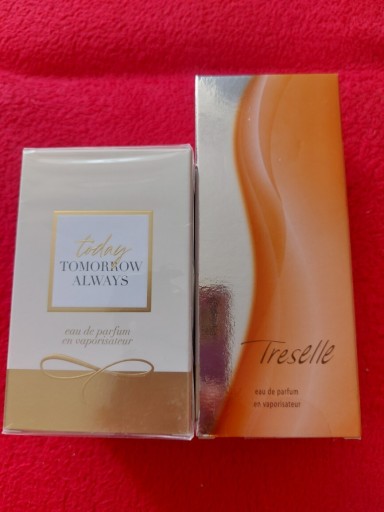 today
TOMORROW
ALWAYS
eau de parfum
en vaporisateur
Treselle
eau de parfum
en vaporisateur